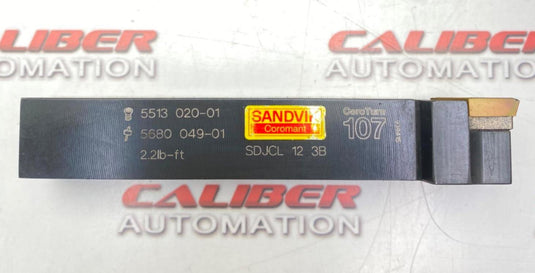 CALIBER
AUTOMATION
CALIBER
AUTOMATION
5513 020-01
5680 049-01
2.2lb-ft
SANDVIK
Coromant
SDJCL 12 3B
CoroTurn
107
CALIBER
AUTOMATION